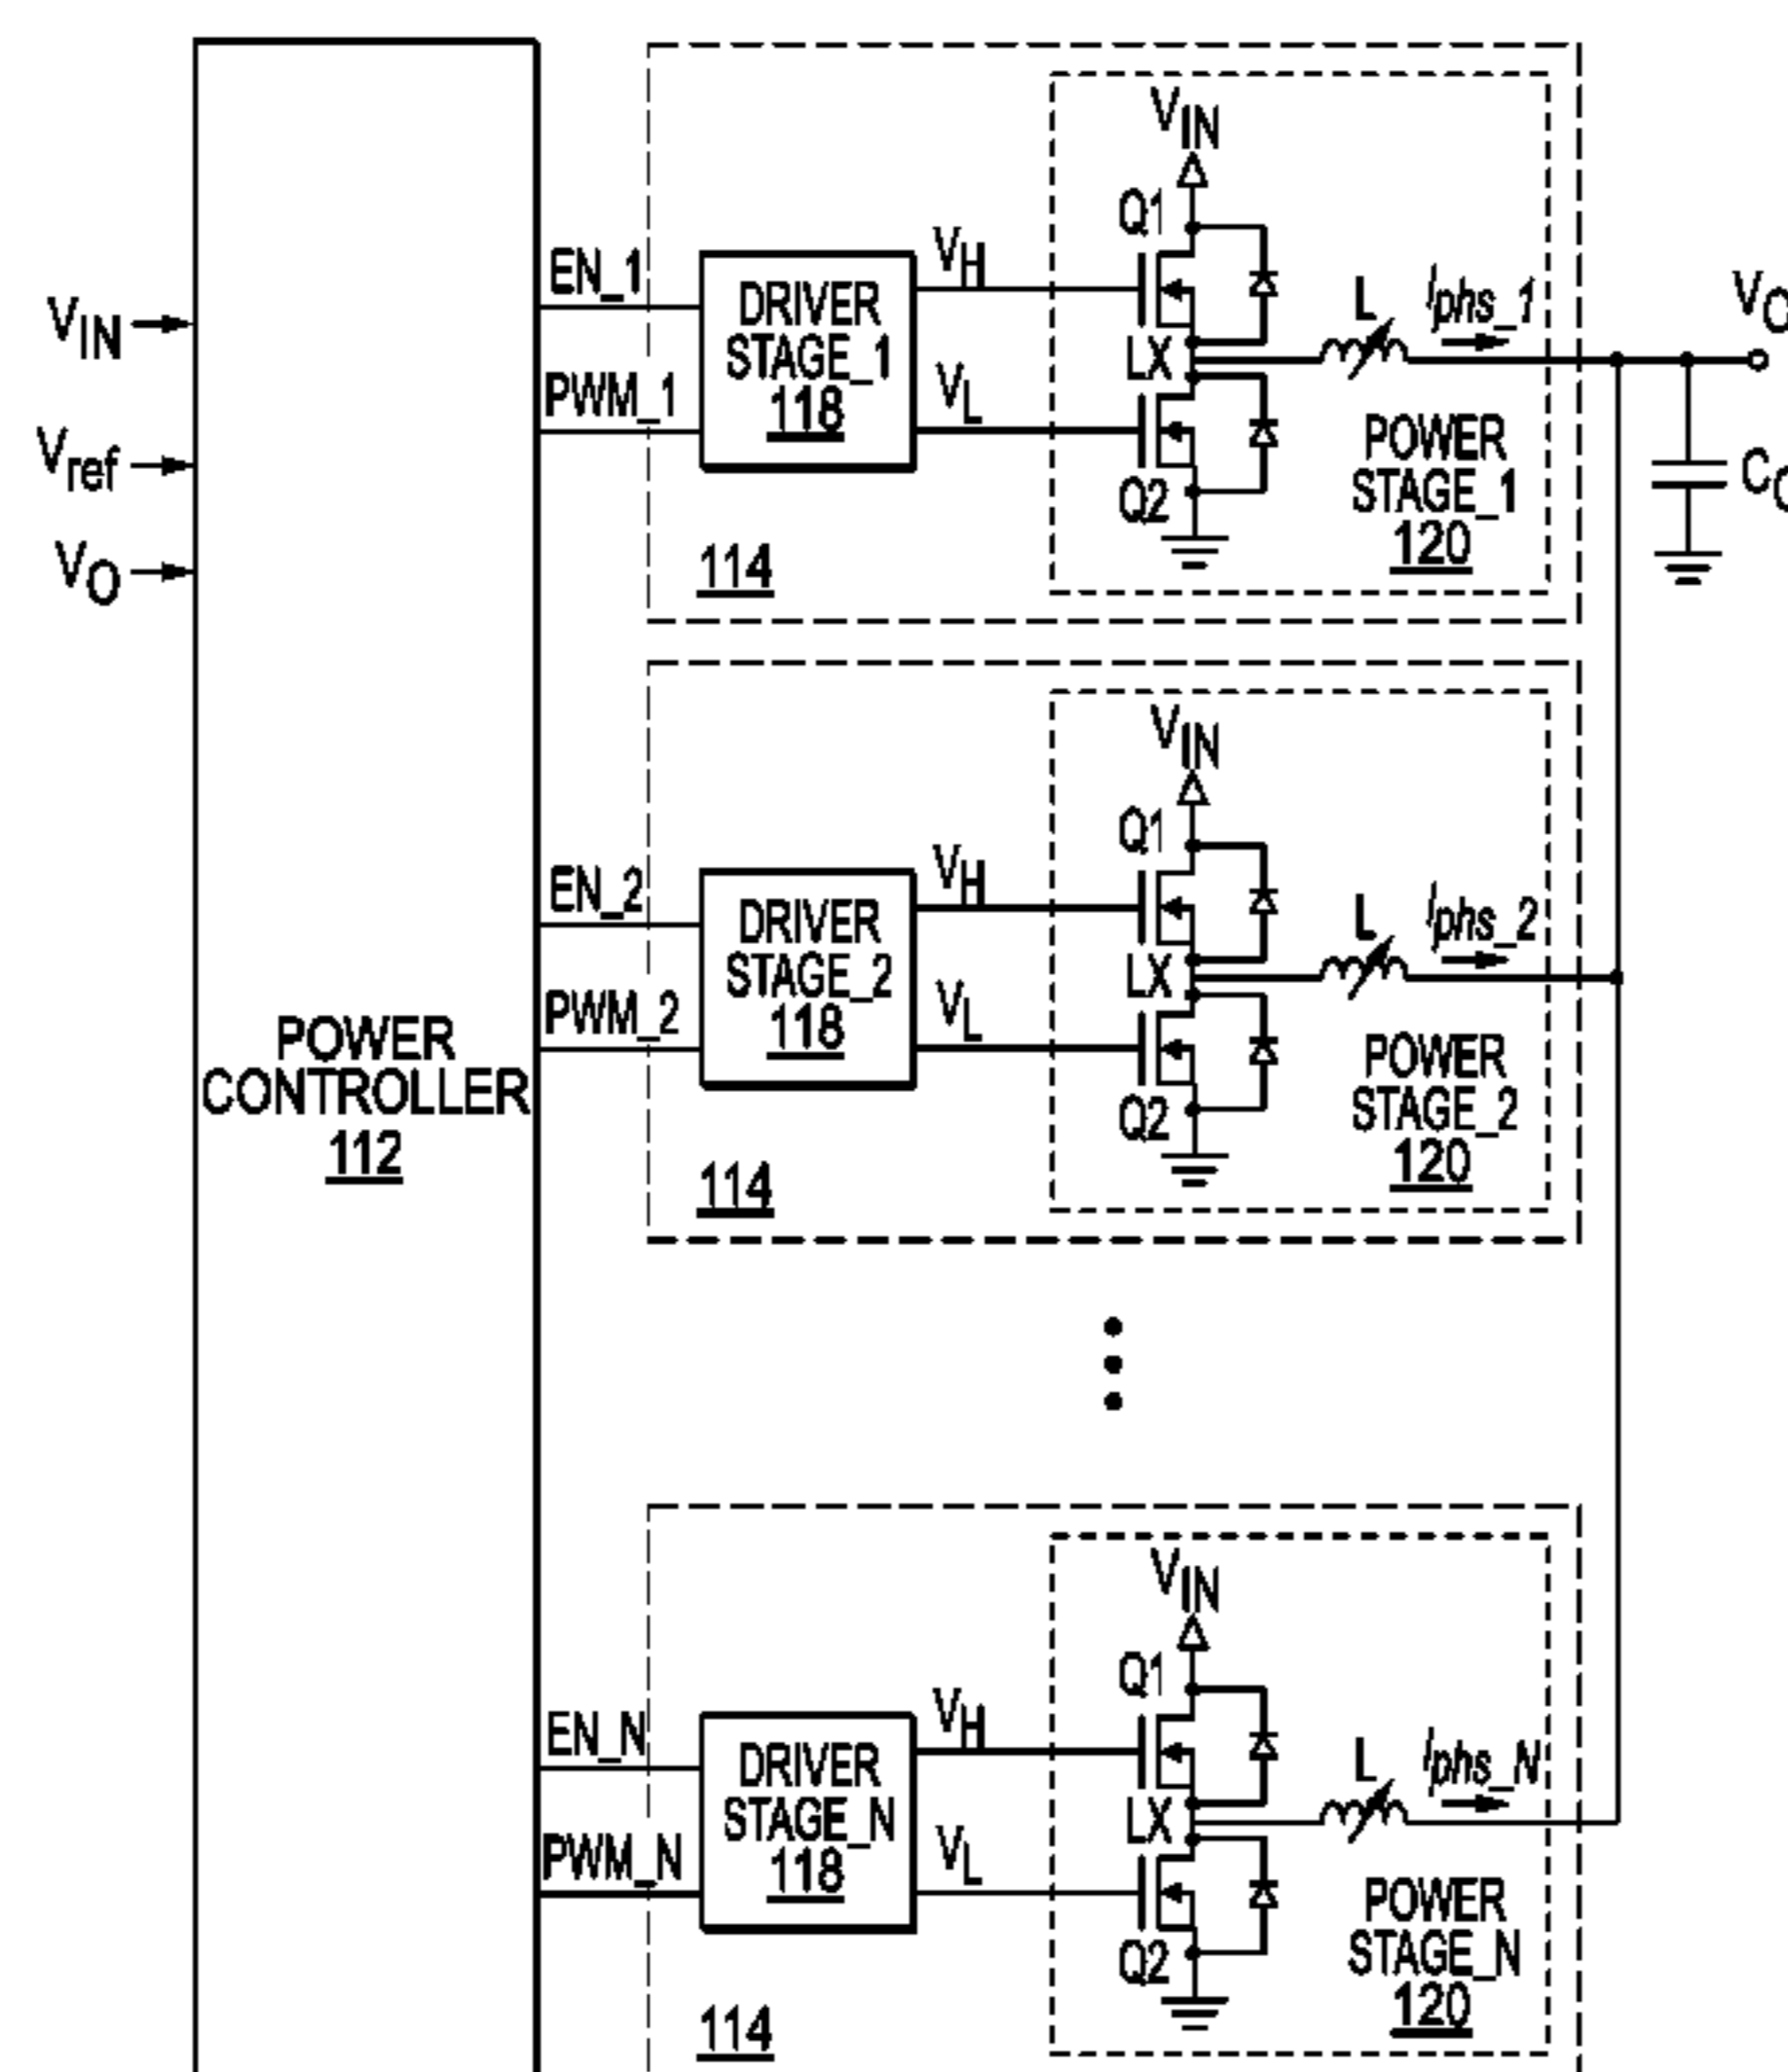 VIN
Vref
VO
POWER
CONTROLLER
112
EN_1
PWM_1
DRIVER
STAGE_1
118
VH
VL
114
VIN
Q1
LX
Q2
L
Iphs_1
POWER
STAGE_1
120
VO
CO
EN_2
PWM_2
DRIVER
STAGE_2
118
VH
VL
114
VIN
Q1
LX
Q2
L
Iphs_2
POWER
STAGE_2
120
EN_N
PWM_N
DRIVER
STAGE_N
118
VH
VL
114
VIN
Q1
LX
Q2
L
Iphs_N
POWER
STAGE_N
120